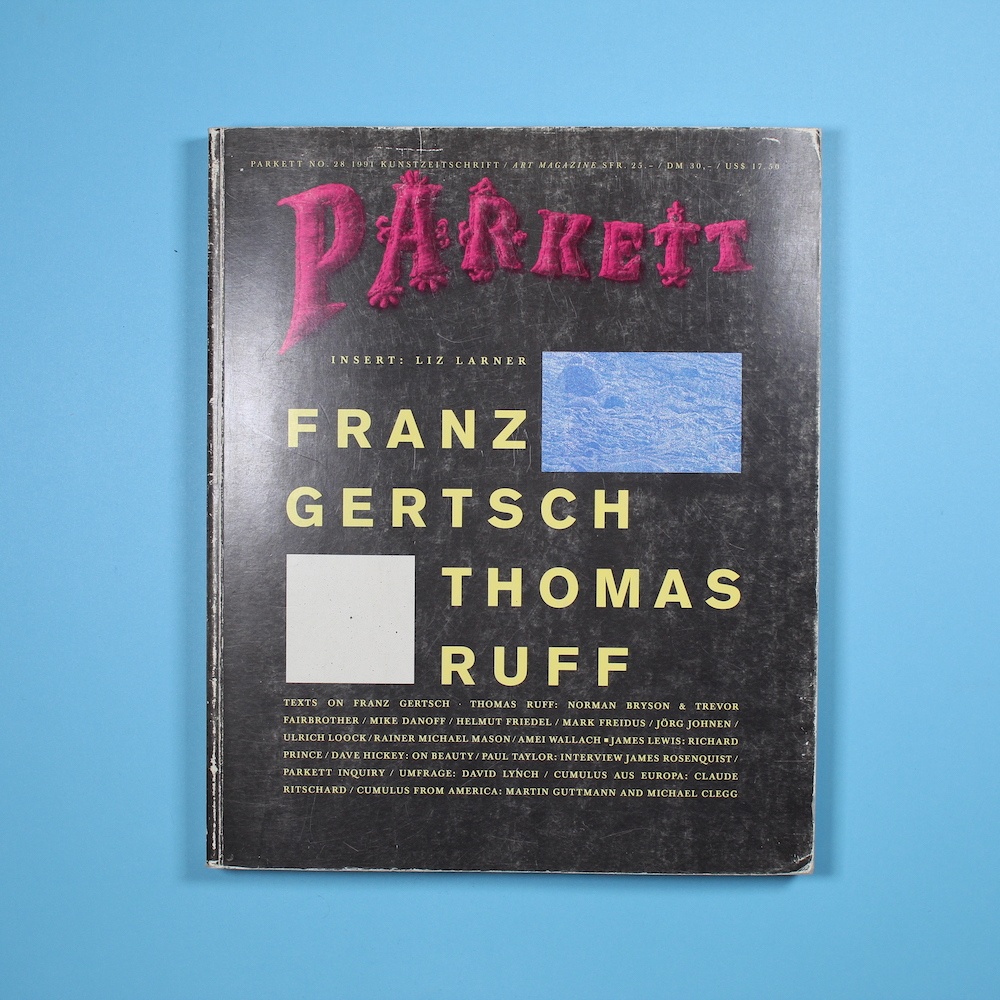 PARKETT NO. 28 1991 KUNSTZEITSCHRIFT / ART MAGAZINE SFR. 25.– / DM 30,– / US$ 17.50
PARKETT
INSERT: LIZ LARNER
FRANZ
GERTSCH
THOMAS
RUFF
TEXTS ON FRANZ GERTSCH · THOMAS RUFF: NORMAN BRYSON & TREVOR
FAIRBROTHER / MIKE DANOFF / HELMUT FRIEDEL / MARK FREIDUS / JÖRG JOHNEN /
ULRICH LOOCK / RAINER MICHAEL MASON / AMEI WALLACH ■ JAMES LEWIS: RICHARD
PRINCE / DAVE HICKEY: ON BEAUTY / PAUL TAYLOR: INTERVIEW JAMES ROSENQUIST /
PARKETT INQUIRY / UMFRAGE: DAVID LYNCH / CUMULUS AUS EUROPA: CLAUDE
RITSCHARD / CUMULUS FROM AMERICA: MARTIN GUTTMANN AND MICHAEL CLEGG